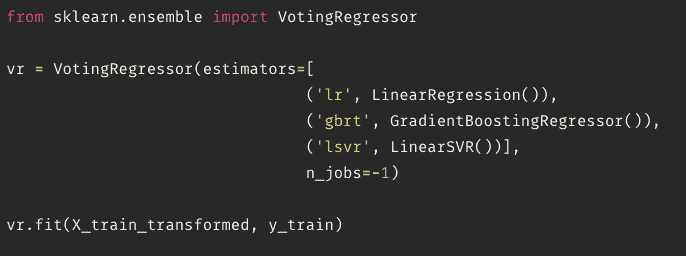 from sklearn.ensemble import VotingRegressor
vr = VotingRegressor(estimators=[
('lr', LinearRegression()),
('gbrt', GradientBoostingRegressor()),
('lsvr', LinearSVR())],
n_jobs=-1)
vr.fit(X_train_transformed, y_train)